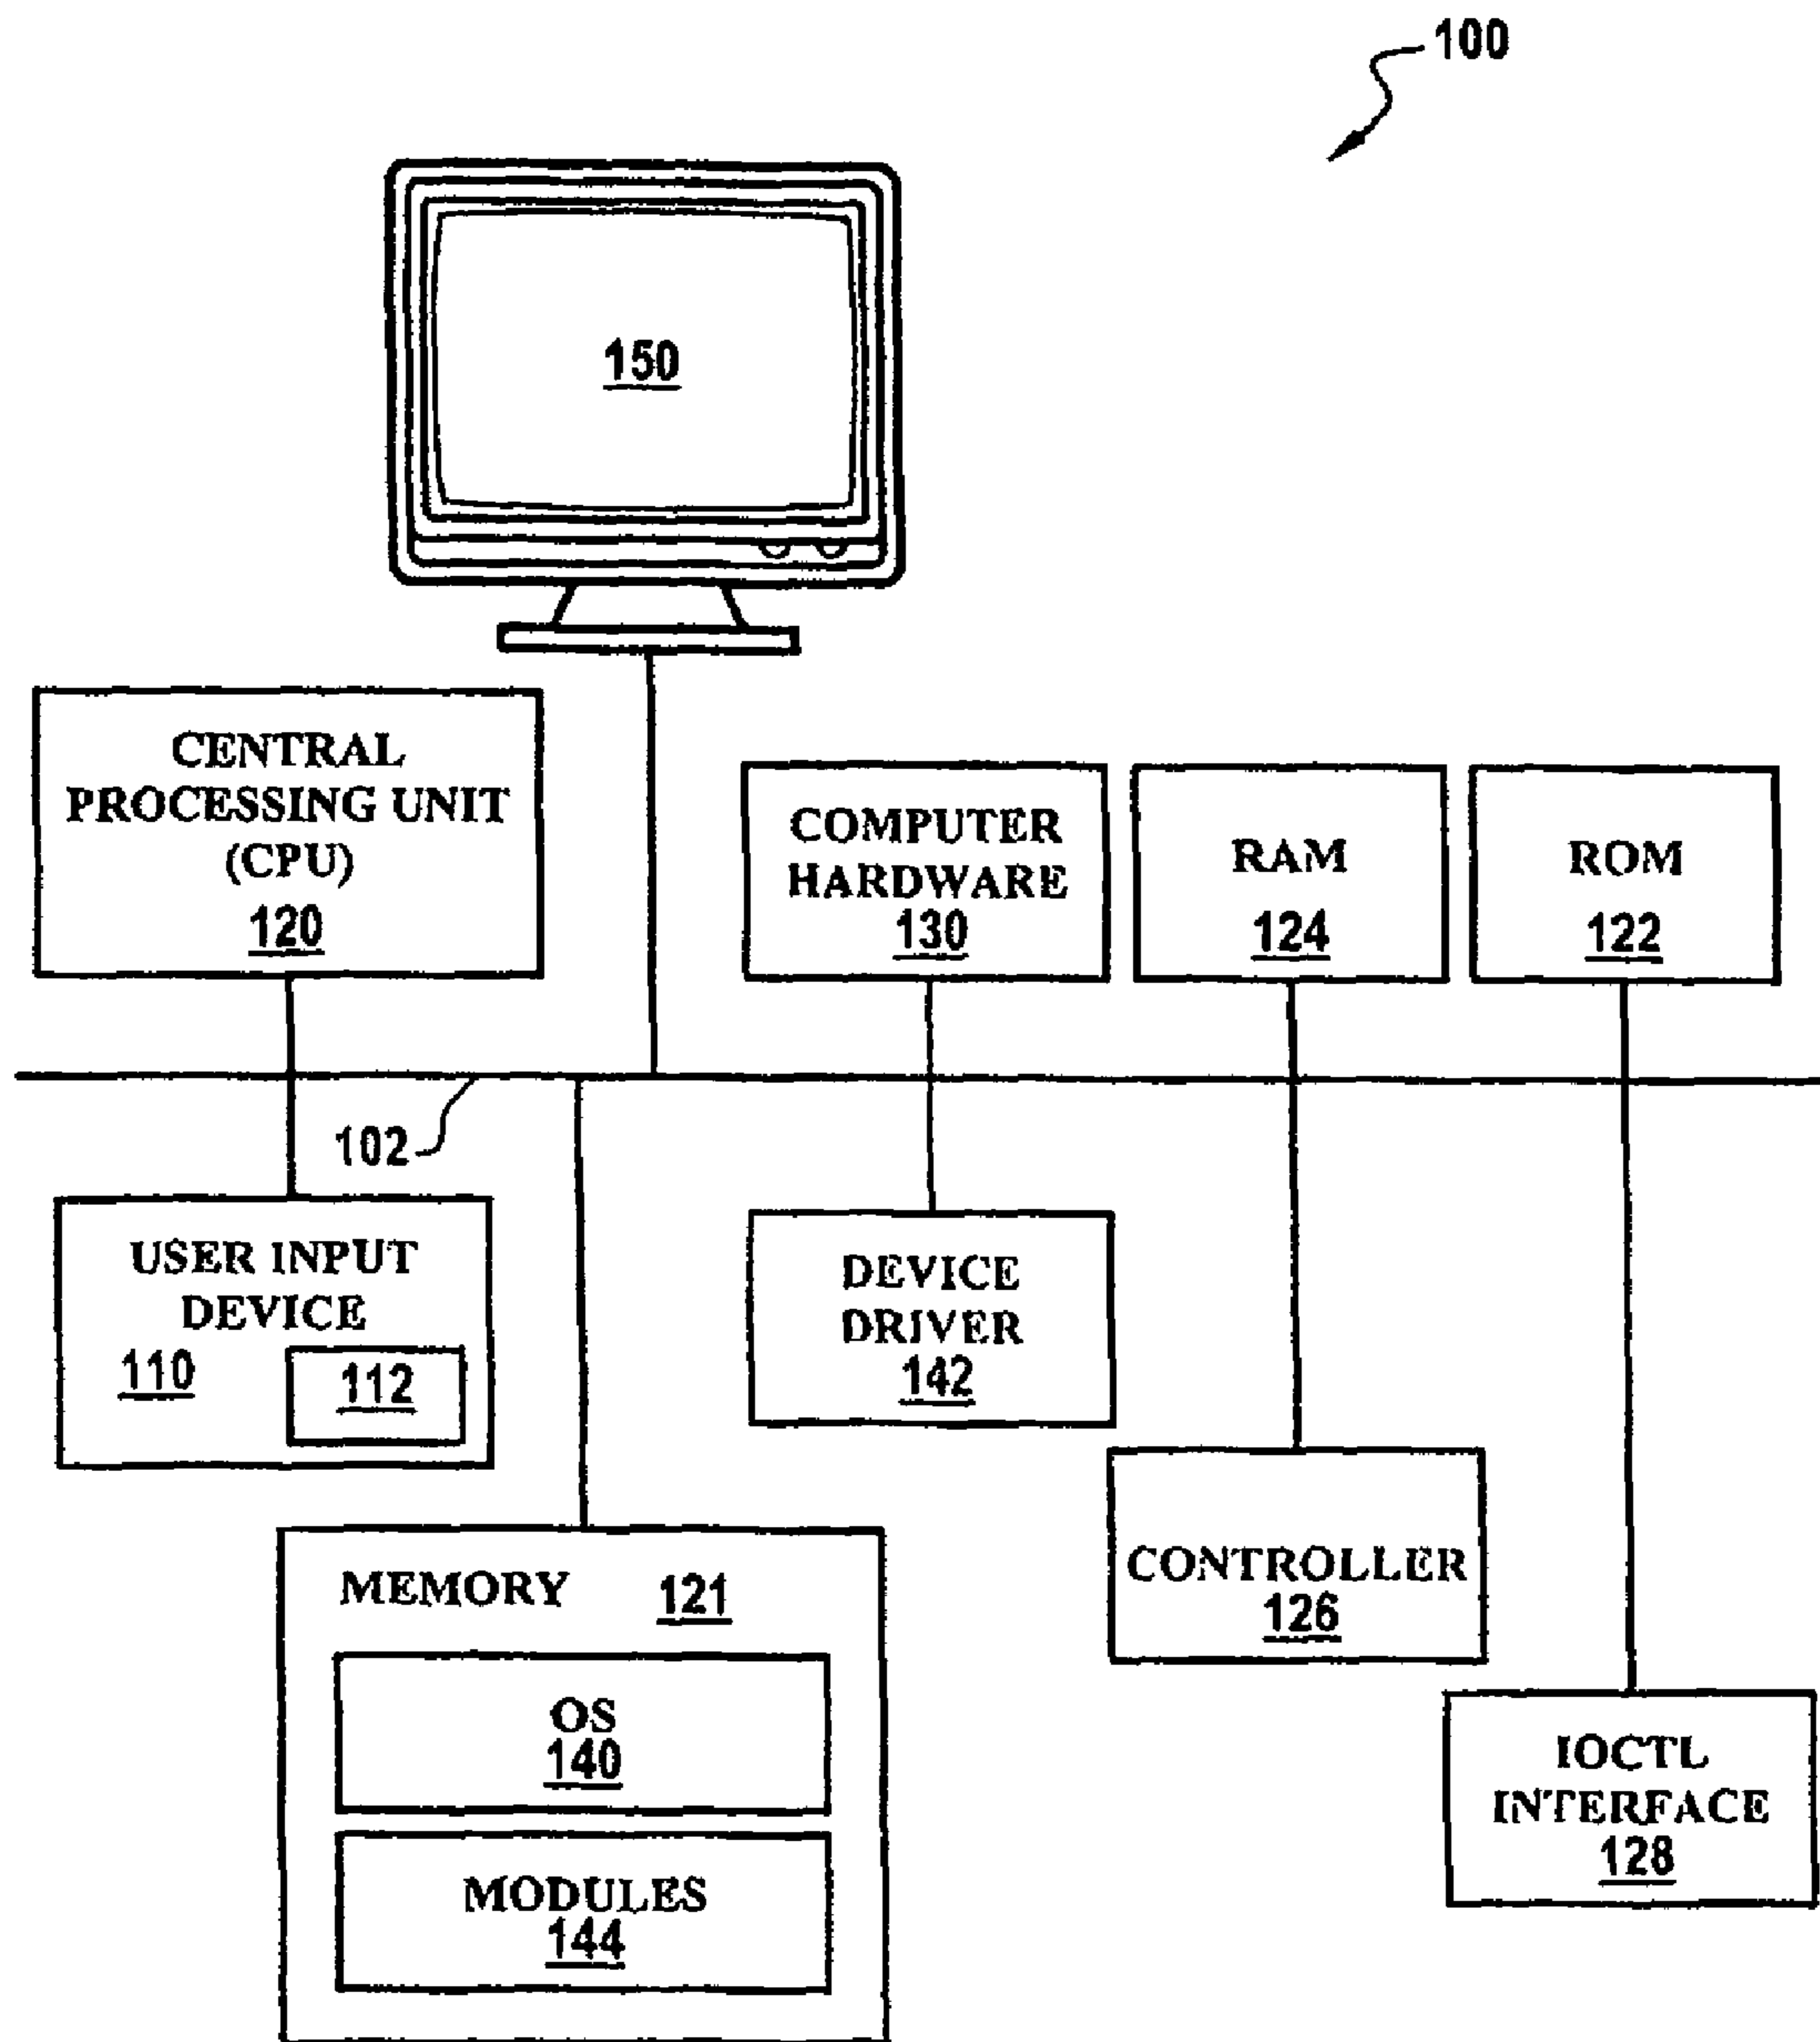 100
150
CENTRAL
PROCESSING UNIT
(CPU)
120
COMPUTER
HARDWARE
130
RAM
124
ROM
122
102
USER INPUT
DEVICE
110
112
DEVICE
DRIVER
142
CONTROLLER
126
MEMORY 121
OS
140
MODULES
144
IOCTL
INTERFACE
128